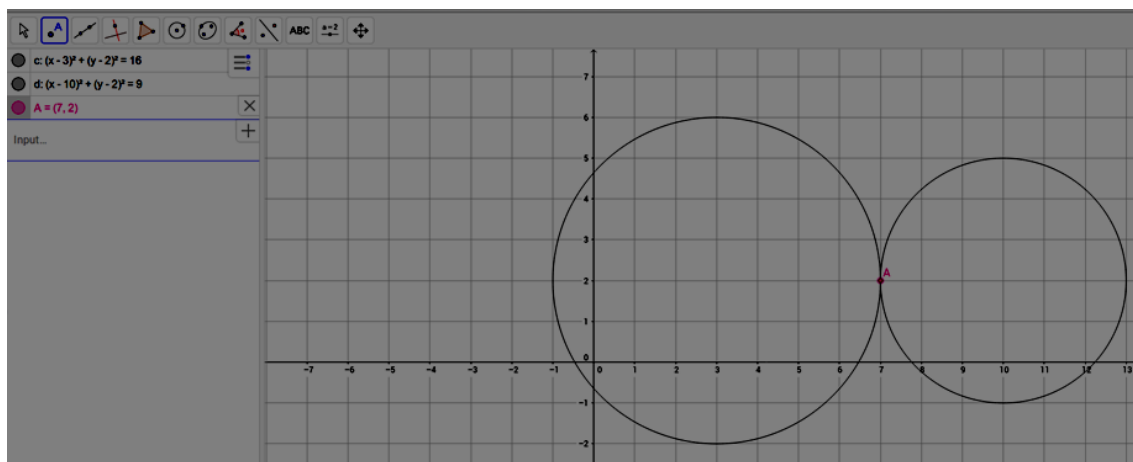 A ABC a=2
c: (x - 3)² + (y - 2)² = 16
d: (x - 10)² + (y - 2)² = 9
A = (7, 2)
Input...
7
6
5
4
3
A
2
1
0
-7 -6 -5 -4 -3 -2 -1 0 1 2 3 4 5 6 7 8 9 10 11 12 13
-1
-2